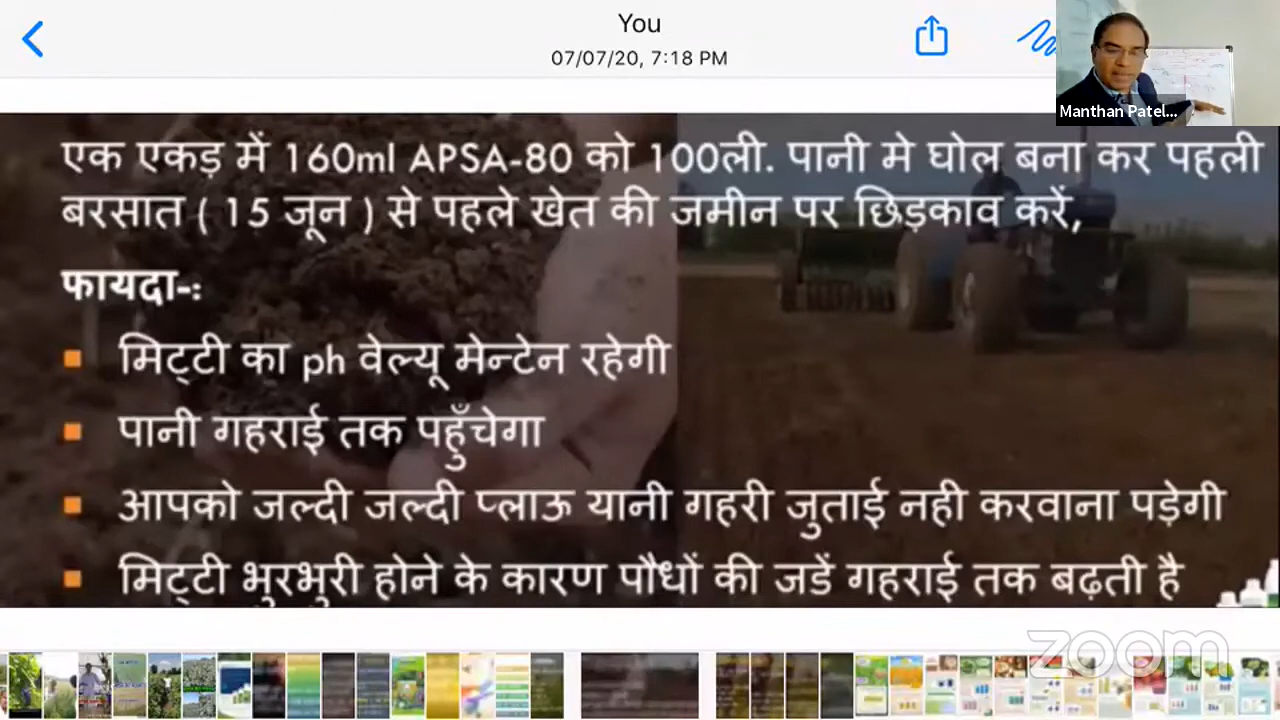 You
07/07/20, 7:18 PM
Manthan Patel...
एक एकड़ में 160ml APSA-80 को 100ली. पानी मे घोल बना कर पहली
बरसात ( 15 जून ) से पहले खेत की जमीन पर छिड़काव करें,
फायदा-:
मिट्टी का ph वेल्यू मेन्टेन रहेगी
पानी गहराई तक पहुँचेगा
आपको जल्दी जल्दी प्लाऊ यानी गहरी जुताई नही करवाना पड़ेगी
मिट्टी भुरभुरी होने के कारण पौधों की जडें गहराई तक बढ़ती है
zoom